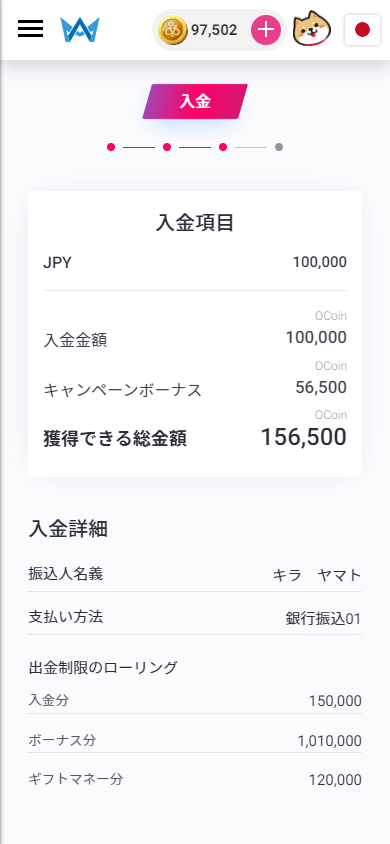 97,502
入金
入金項目
JPY 100,000
OCoin
入金金額 100,000
OCoin
キャンペーンボーナス 56,500
OCoin
獲得できる総金額 156,500
入金詳細
振込人名義 キラ　ヤマト
支払い方法 銀行振込01
出金制限のローリング
入金分 150,000
ボーナス分 1,010,000
ギフトマネー分 120,000